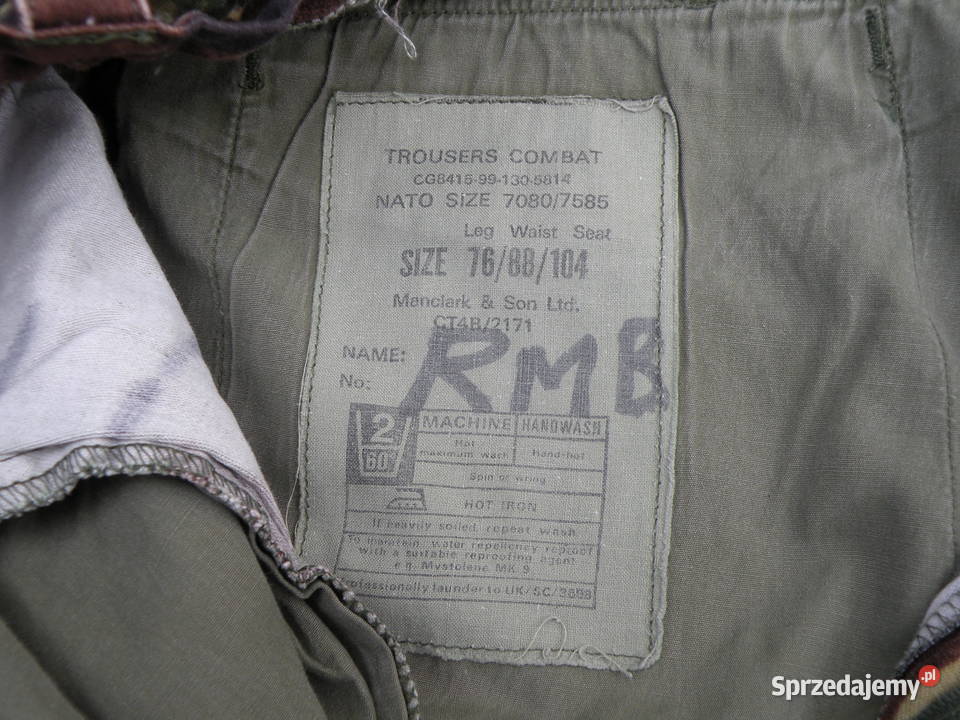 TROUSERS COMBAT
CG8415-99-130-5814
NATO SIZE 7080/7585
Leg Waist Seat
SIZE 76/88/104
Manclark & Son Ltd.
CT4B/2171
NAME: RMB
No:
2
60°
MACHINE HANDWASH
Hot maximum wash Hand-hot
Spin or wring
HOT IRON
If heavily soiled, repeat wash
To maintain water repellency reproof
with a suitable reproofing agent
e.g. Mystolene MK 9
Professionally launder to UK/SC/3698
Sprzedajemy.pl